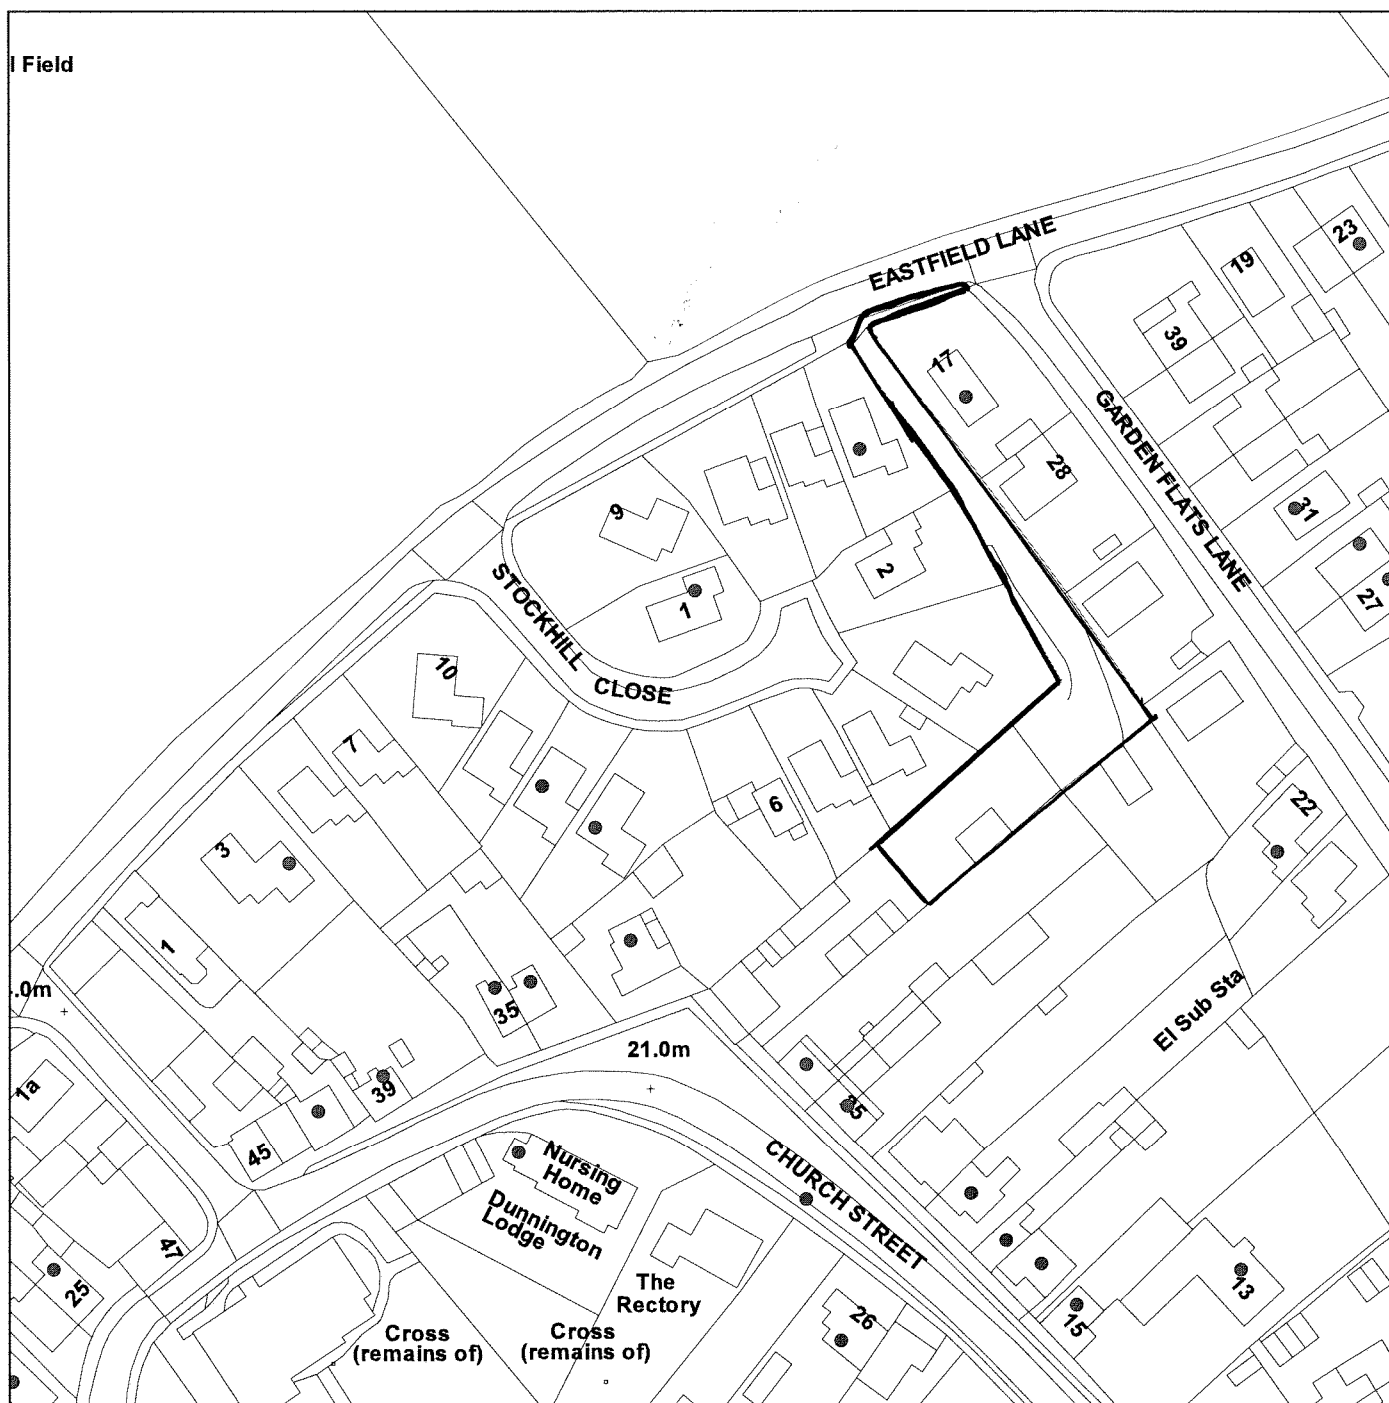 l Field
EASTFIELD LANE
23
19
39
17
GARDEN FLATS LANE
28
9
31
2
STOCKHILL
1
27
10
CLOSE
7
6
22
3
1
.0m
35
El Sub Sta
21.0m
1a
39
45
Nursing
Home
CHURCH STREET
Dunnington
Lodge
47
25
The
Rectory
13
26
15
Cross
(remains of)
Cross
(remains of)